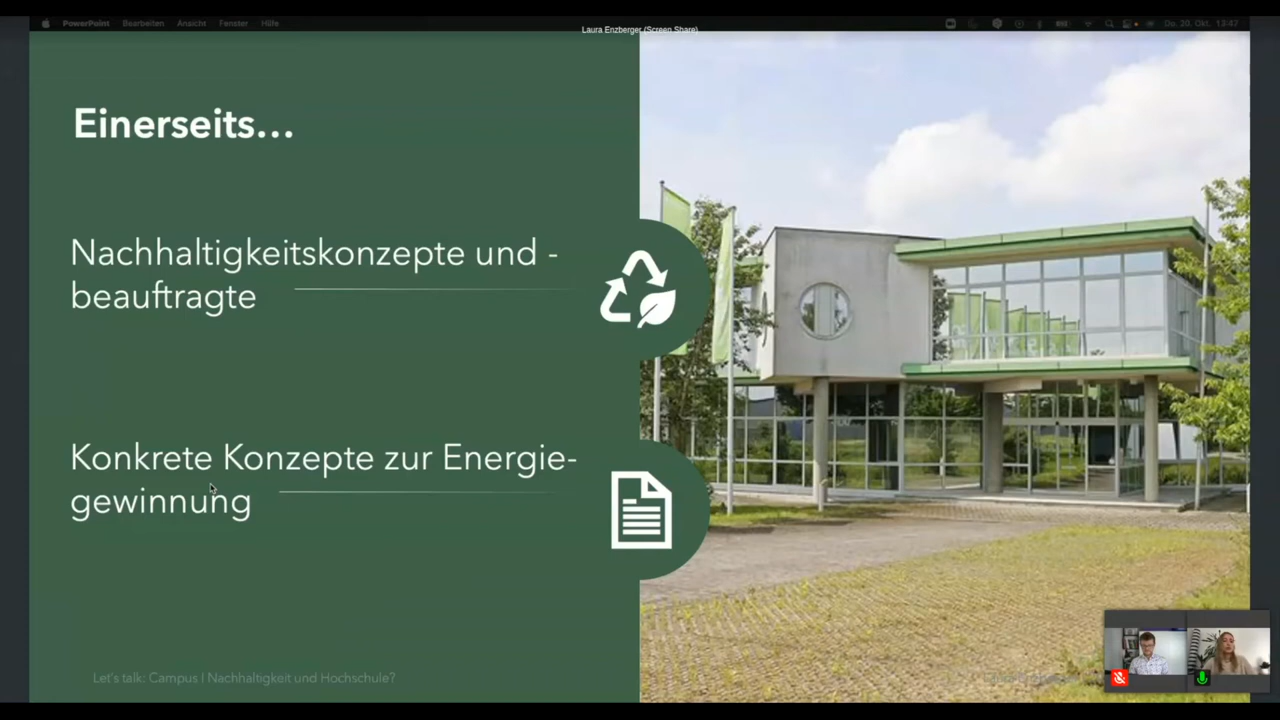 PowerPoint Bearbeiten Ansicht Fenster Hilfe
Do. 20. Okt. 13:47
Laura Enzberger (Screen Share)
Einerseits...
Nachhaltigkeitskonzepte und -
beauftragte
Konkrete Konzepte zur Energie-
gewinnung
Let's talk: Campus I Nachhaltigkeit und Hochschule?